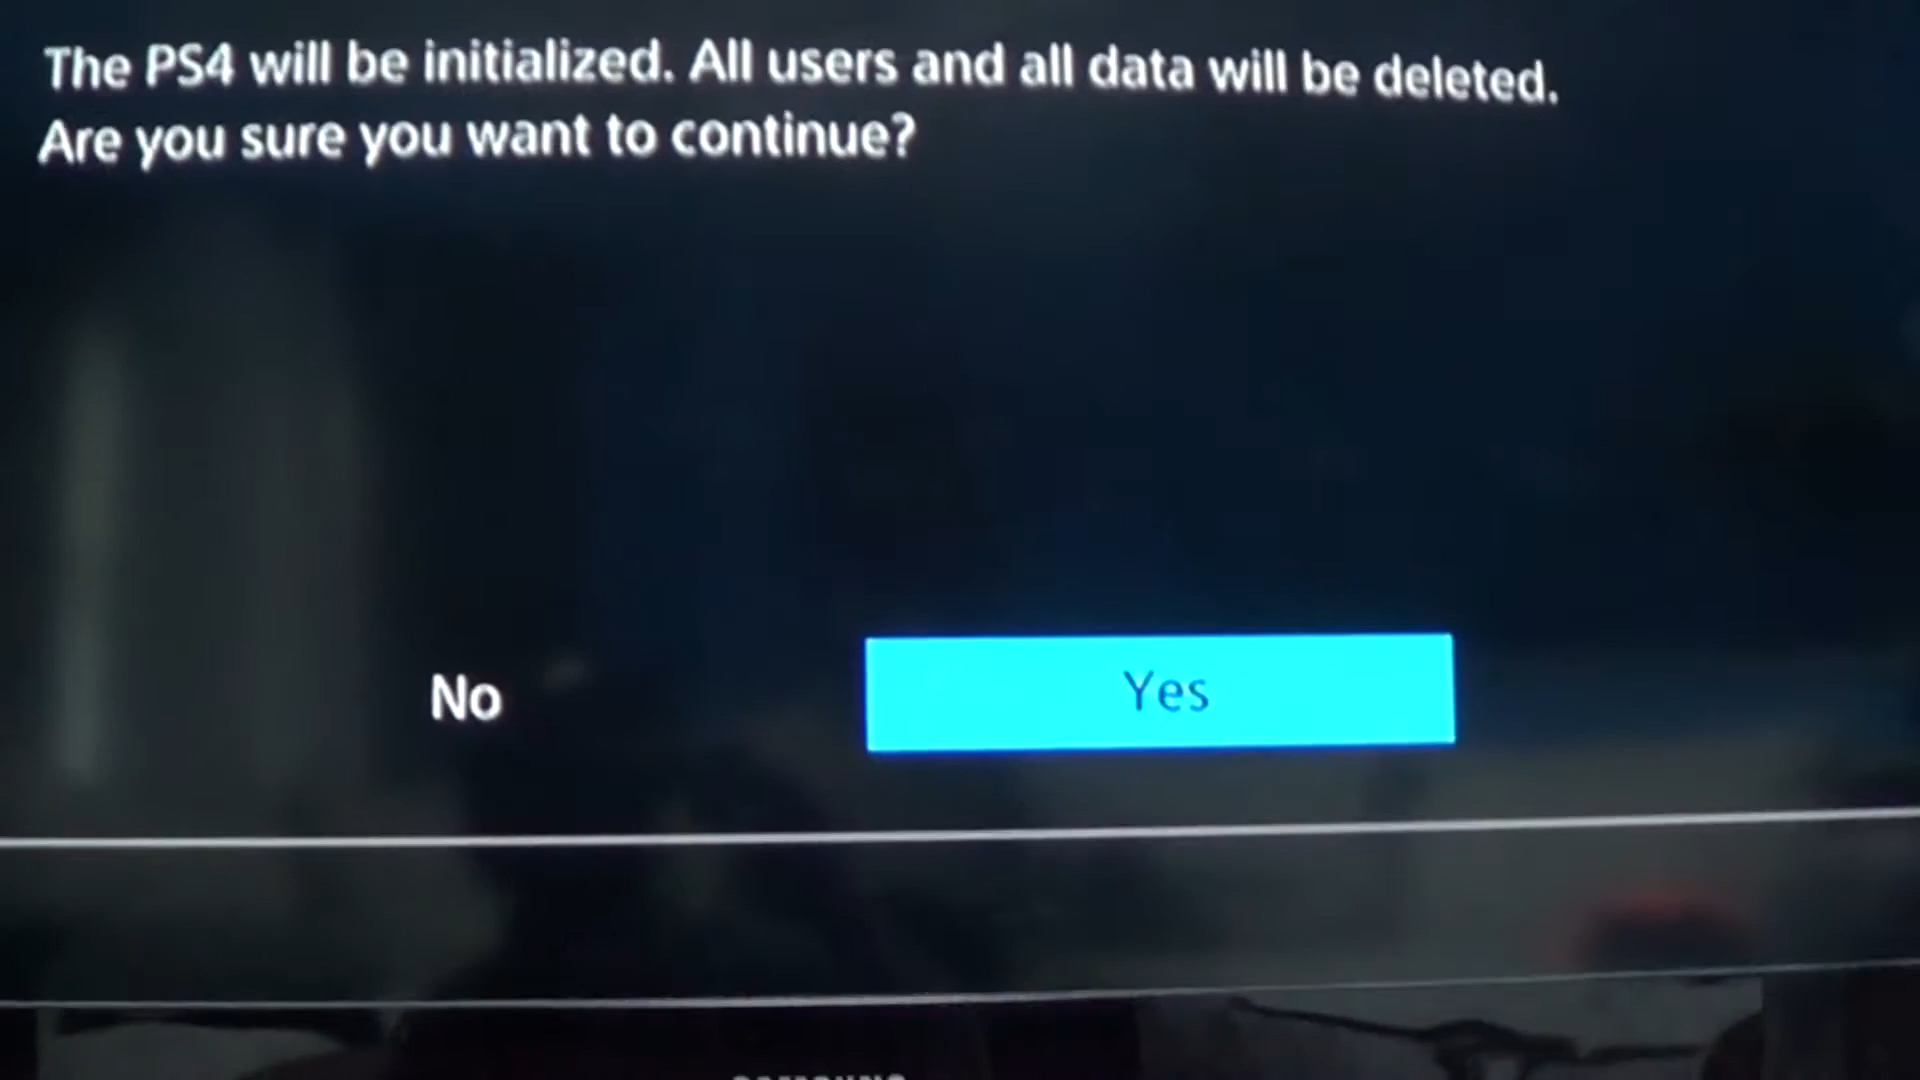 The PS4 will be initialized. All users and all data will be deleted.
Are you sure you want to continue?
No
Yes